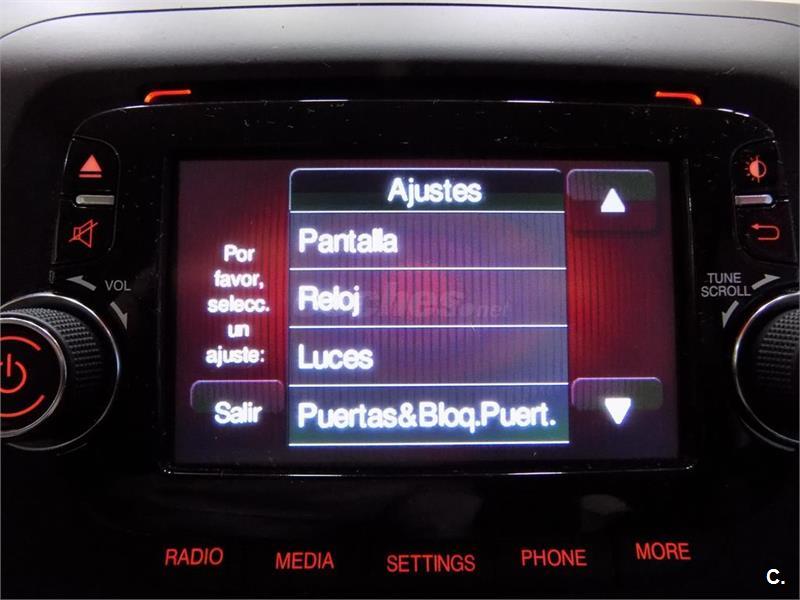 Ajustes
Pantalla
Reloj
Luces
Puertas&Bloq.Puert.
Por
favor,
selecc.
un
ajuste:
Salir
VOL
TUNE
SCROLL
RADIO
MEDIA
SETTINGS
PHONE
MORE
C.